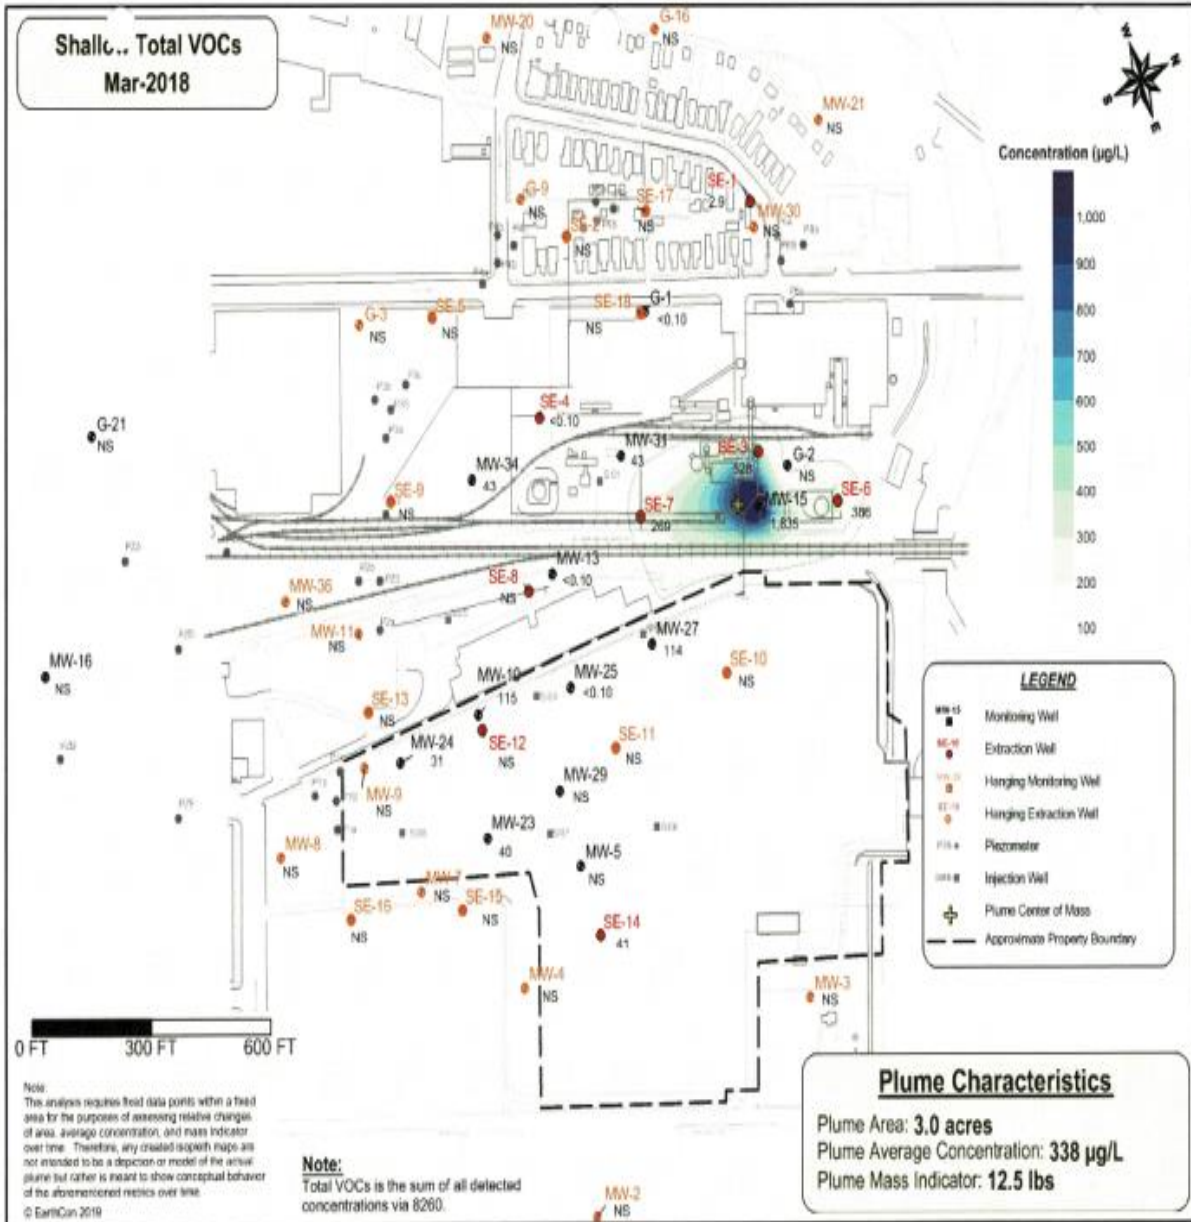 Shallow Total VOCs
Mar-2018
MW-20
NS
G-16
NS
MW-21
NS
N
E
S
Concentration (µg/L)
1,000
900
800
700
600
500
400
300
200
100
G-9
NS
SE-17
NS
SE-1
2.9
MW-30
NS
SE-2
NS
G-3
NS
SE-5
NS
SE-18
NS
G-1
<0.10
G-21
NS
SE-4
<0.10
MW-34
43
MW-31
43
SE-3
528
G-2
NS
SE-9
NS
SE-7
269
MW-15
1,835
SE-6
386
MW-13
<0.10
SE-8
NS
MW-36
NS
MW-11
NS
MW-27
114
MW-16
NS
SE-10
NS
MW-25
<0.10
MW-10
115
SE-13
NS
SE-12
NS
SE-11
NS
MW-24
31
MW-9
NS
MW-29
NS
MW-23
40
MW-8
NS
MW-5
NS
MW-7
NS
SE-15
NS
SE-16
NS
SE-14
41
MW-4
NS
MW-3
NS
MW-2
NS
LEGEND
MW-15
Monitoring Well
Extraction Well
Hanging Monitoring Well
Hanging Extraction Well
Piezometer
Injection Well
Plume Center of Mass
Approximate Property Boundary
0 FT 300 FT 600 FT
Note:
This analysis requires fixed data points within a fixed
area for the purposes of assessing relative changes
of area, average concentration, and mass indicator
over time. Therefore, any created isopleth maps are
not intended to be a depiction or model of the actual
plume but rather is meant to show conceptual behavior
of the aforementioned metrics over time.
© EarthCon 2019
Note:
Total VOCs is the sum of all detected
concentrations via 8260.
Plume Characteristics
Plume Area: 3.0 acres
Plume Average Concentration: 338 µg/L
Plume Mass Indicator: 12.5 lbs